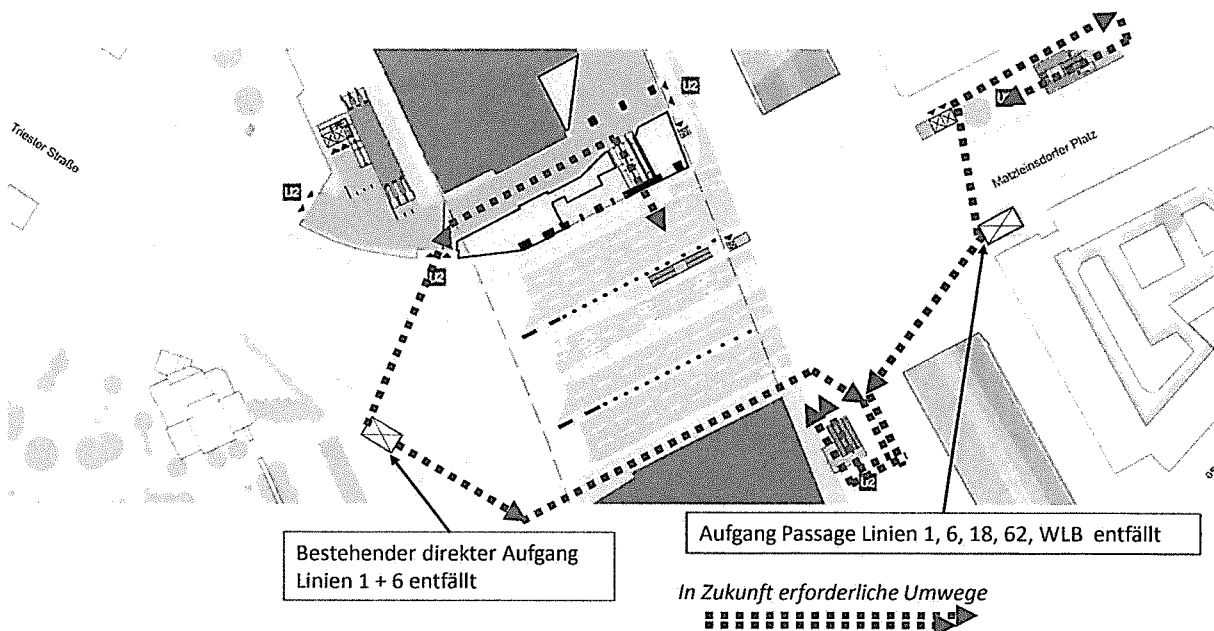 Triester Straße
U2
U2
U2
Matzleinsdorfer Platz
U2
Bestehender direkter Aufgang
Linien 1 + 6 entfällt
Aufgang Passage Linien 1, 6, 18, 62, WLB entfällt
In Zukunft erforderliche Umwege